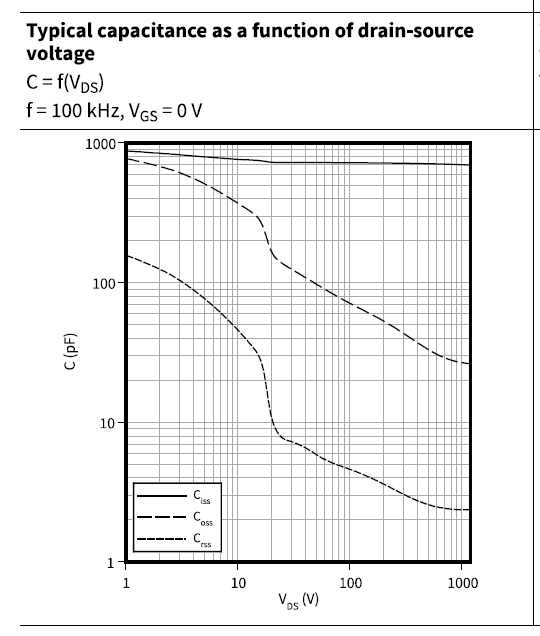 Typical capacitance as a function of drain-source
voltage
C = f(VDS)
f = 100 kHz, VGS = 0 V
1000
100
10
1
C (pF)
Ciss
Coss
Crss
1 10 100 1000
VDS (V)